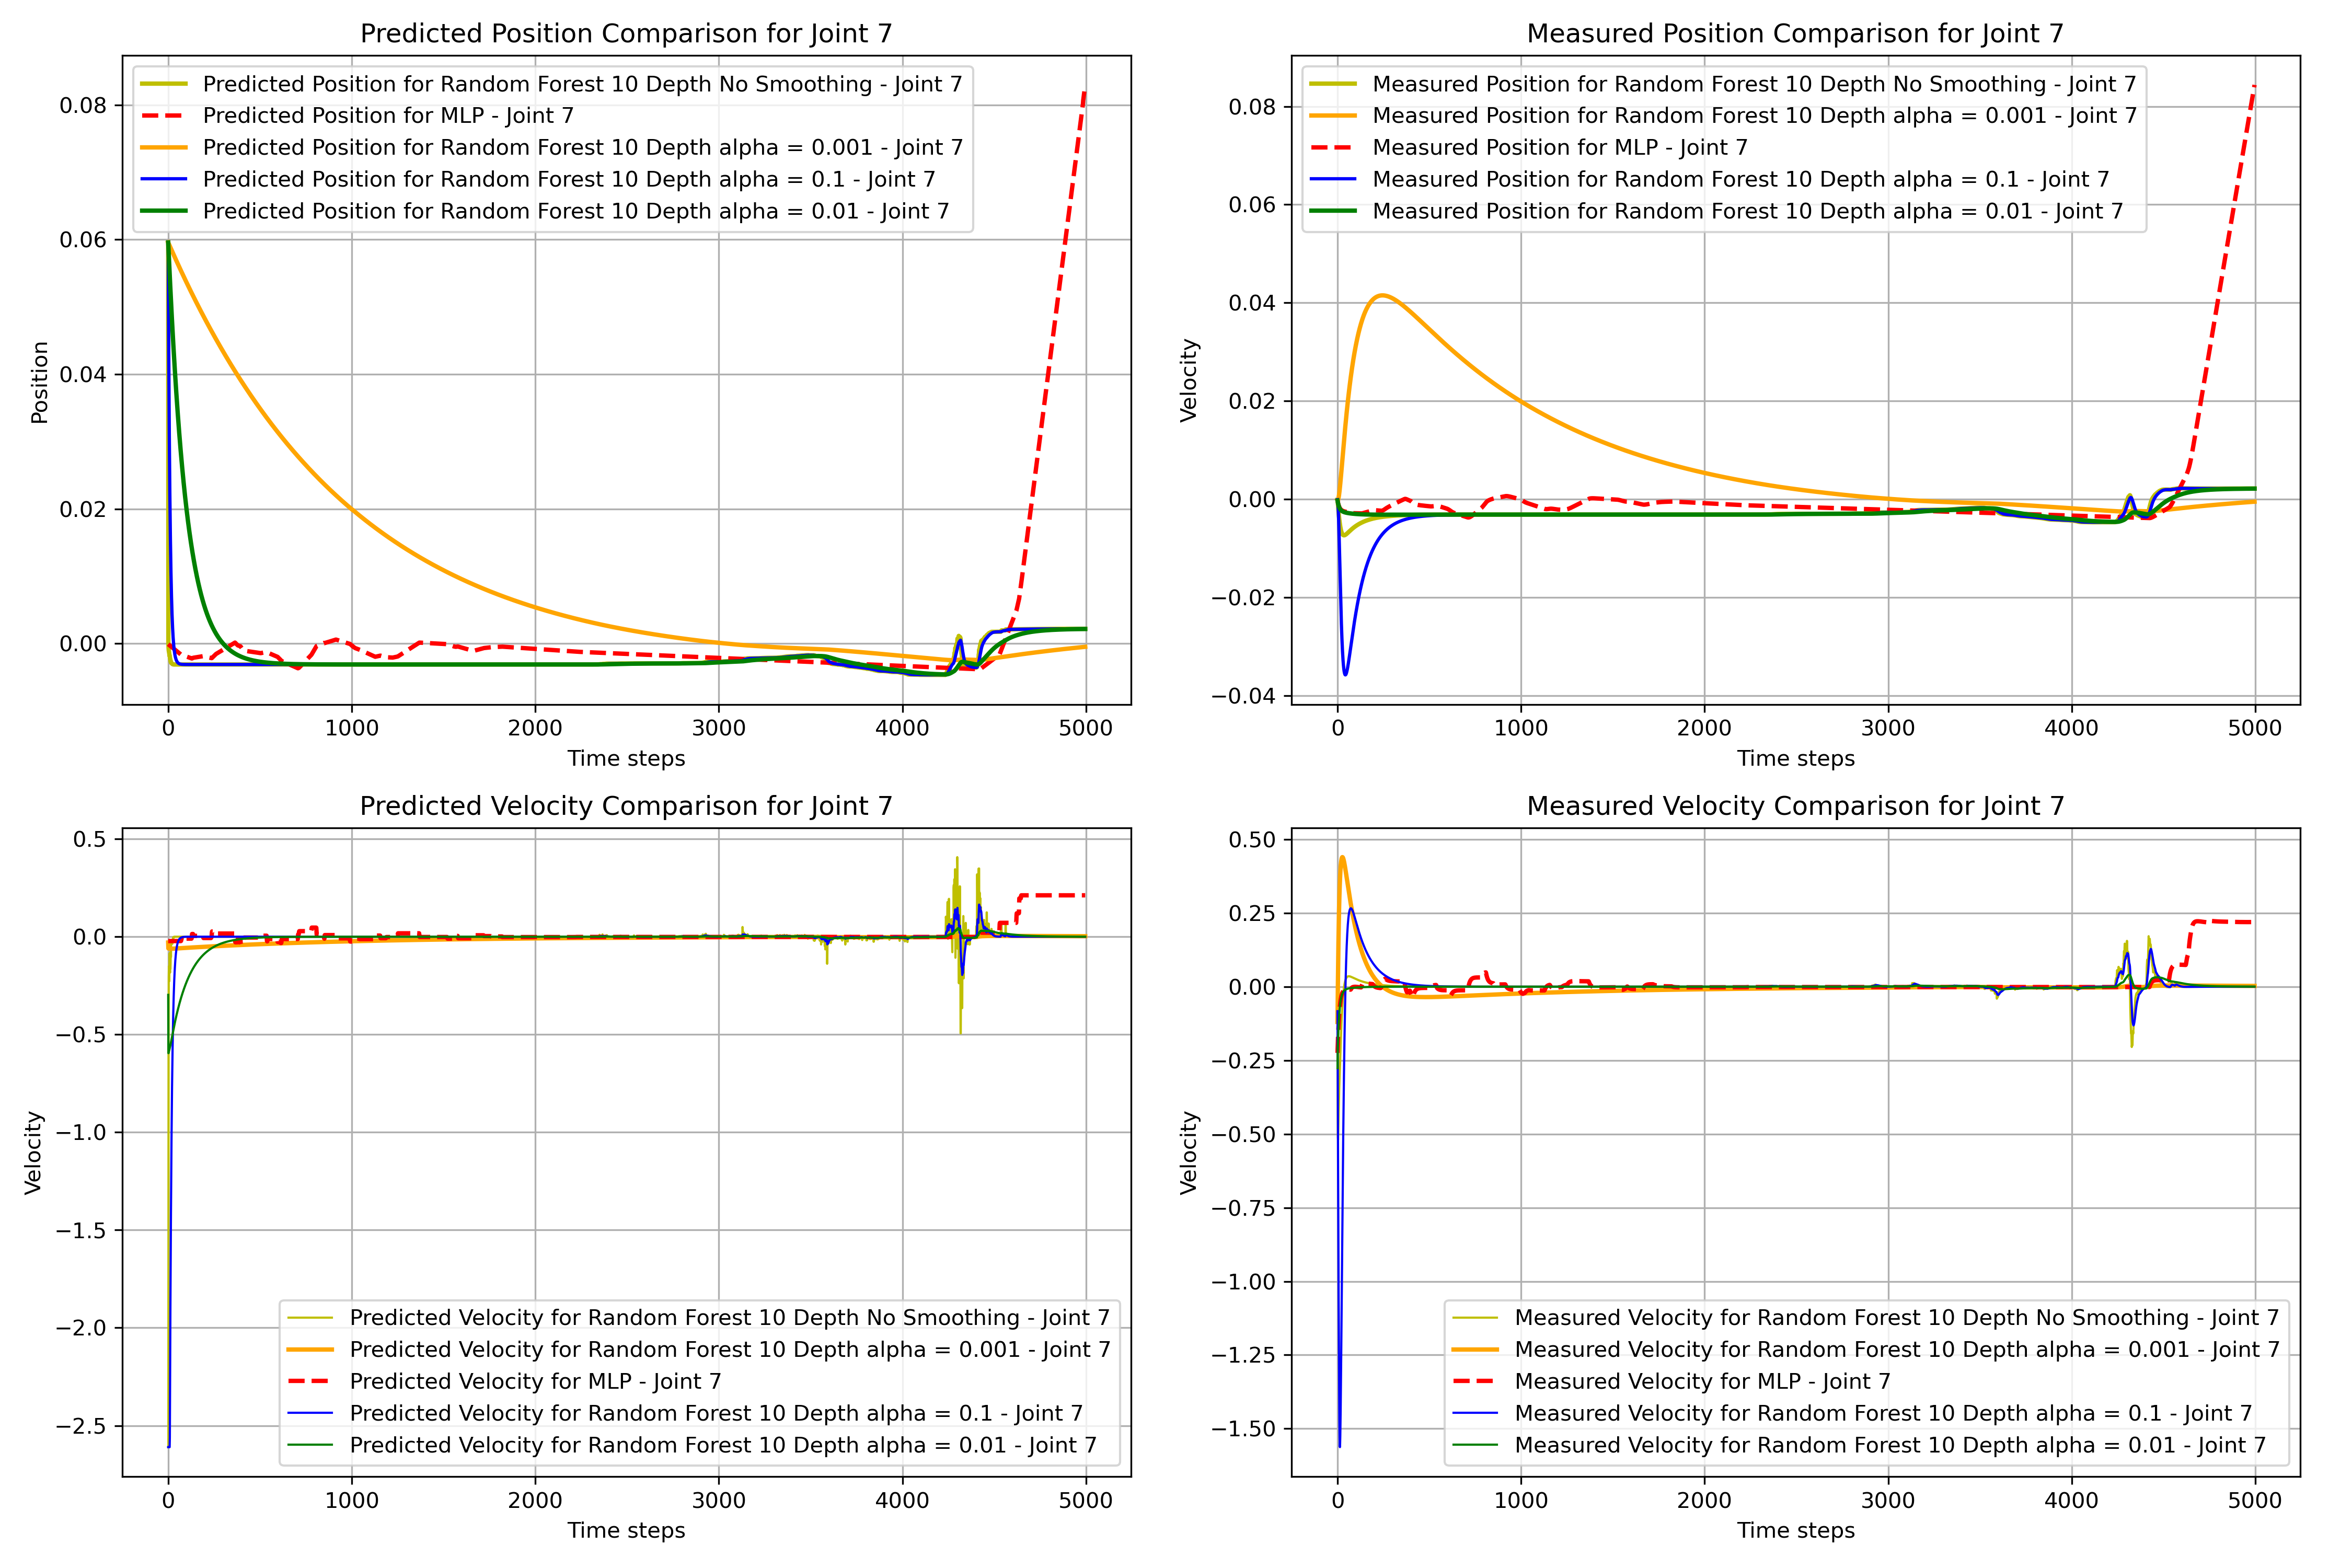 Predicted Position Comparison for Joint 7
Predicted Position for Random Forest 10 Depth No Smoothing - Joint 7
Predicted Position for MLP - Joint 7
Predicted Position for Random Forest 10 Depth alpha = 0.001 - Joint 7
Predicted Position for Random Forest 10 Depth alpha = 0.1 - Joint 7
Predicted Position for Random Forest 10 Depth alpha = 0.01 - Joint 7
0.08
0.06
0.04
0.02
0.00
Position
0 1000 2000 3000 4000 5000
Time steps
Measured Position Comparison for Joint 7
Measured Position for Random Forest 10 Depth No Smoothing - Joint 7
Measured Position for Random Forest 10 Depth alpha = 0.001 - Joint 7
Measured Position for MLP - Joint 7
Measured Position for Random Forest 10 Depth alpha = 0.1 - Joint 7
Measured Position for Random Forest 10 Depth alpha = 0.01 - Joint 7
0.08
0.06
0.04
0.02
0.00
−0.02
−0.04
Velocity
0 1000 2000 3000 4000 5000
Time steps
Predicted Velocity Comparison for Joint 7
0.5
0.0
−0.5
−1.0
−1.5
−2.0
−2.5
Velocity
Predicted Velocity for Random Forest 10 Depth No Smoothing - Joint 7
Predicted Velocity for Random Forest 10 Depth alpha = 0.001 - Joint 7
Predicted Velocity for MLP - Joint 7
Predicted Velocity for Random Forest 10 Depth alpha = 0.1 - Joint 7
Predicted Velocity for Random Forest 10 Depth alpha = 0.01 - Joint 7
0 1000 2000 3000 4000 5000
Time steps
Measured Velocity Comparison for Joint 7
0.50
0.25
0.00
−0.25
−0.50
−0.75
−1.00
−1.25
−1.50
Velocity
Measured Velocity for Random Forest 10 Depth No Smoothing - Joint 7
Measured Velocity for Random Forest 10 Depth alpha = 0.001 - Joint 7
Measured Velocity for MLP - Joint 7
Measured Velocity for Random Forest 10 Depth alpha = 0.1 - Joint 7
Measured Velocity for Random Forest 10 Depth alpha = 0.01 - Joint 7
0 1000 2000 3000 4000 5000
Time steps